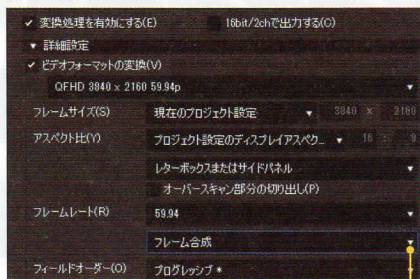 変換処理を有効にする(E) 16bit/2chで出力する(C)
詳細設定
ビデオフォーマットの変換(V)
QFHD 3840 x 2160 59.94p
フレームサイズ(S) 現在のプロジェクト設定 3840 × 2160
アスペクト比(Y) プロジェクト設定のディスプレイアスペク... 16 : 9
レターボックスまたはサイドパネル
オーバースキャン部分の切り出し(P)
フレームレート(R) 59.94
フレーム合成
フィールドオーダー(O) プログレッシブ *